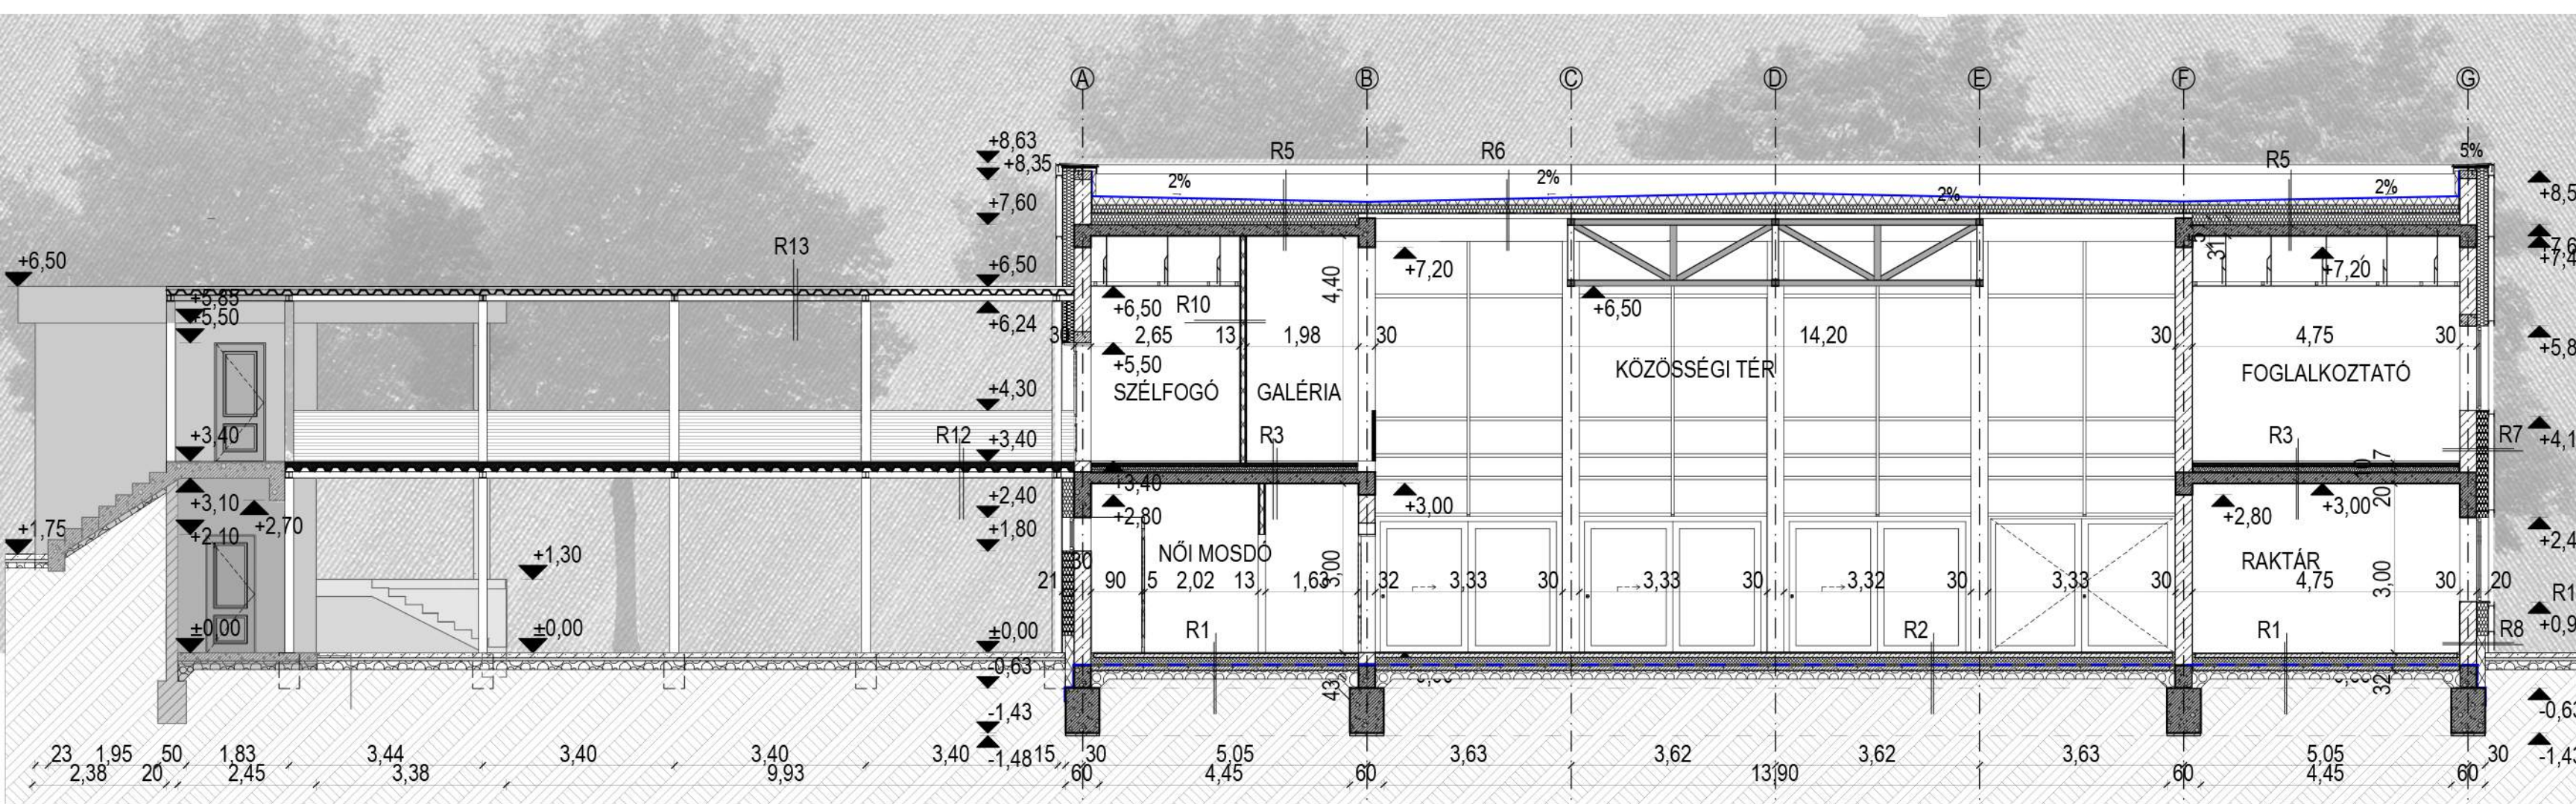 A B C D E F G
+8,63
+8,35
R5 R6 R5 5%
2% 2% 2% 2%
+7,60
R13
+6,50 +6,50
+7,20 +7,20
+5,85
+5,50
+6,24
+6,50 R10 4,40 +6,50
31
30 2,65 13 1,98 30 14,20 30 4,75 30
+5,50
KÖZÖSSÉGI TÉR
FOGLALKOZTATÓ
SZÉLFOGÓ GALÉRIA
+4,30
+3,40 R12 +3,40 R3 R3 R7
10 7
+3,10 +2,40 +3,40 +3,00 20
+2,70 +2,80 +2,80 +3,00
+1,75 +2,10 +1,80
+1,30
NŐI MOSDÓ
RAKTÁR
30
21 90 5 2,02 13 1,63 3,00 32 3,33 30 3,33 30 3,32 30 3,33 30 4,75 3,00 30 20
±0,00 ±0,00 ±0,00 R1 R2 R1 R8
-0,63
43 32
-1,43
-1,48
23 1,95 50 1,83 3,44 3,40 3,40 3,40 15 30 5,05 3,63 3,62 3,62 3,63 5,05 30
2,38 20 2,45 3,38 9,93 60 4,45 60 13,90 60 4,45 60